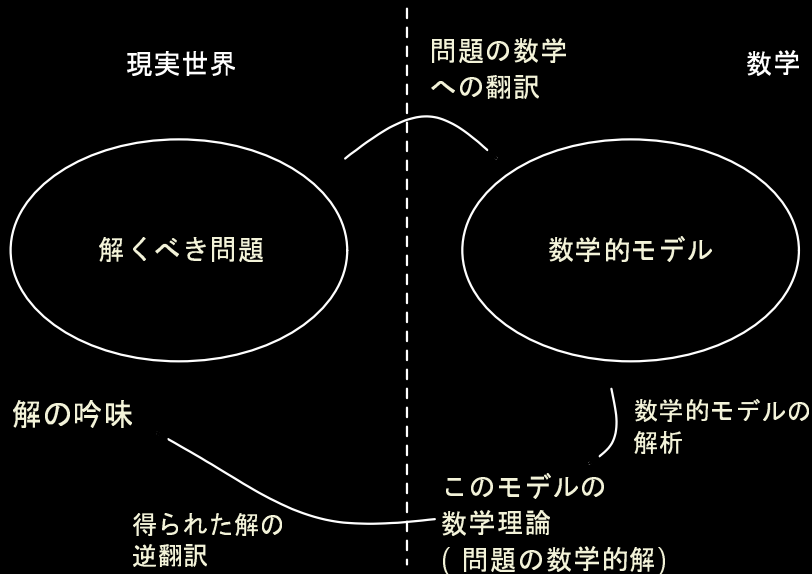 現実世界
問題の数学
への翻訳
数学
解くべき問題
数学的モデル
数学的モデルの
解析
解の吟味
このモデルの
数学理論
( 問題の数学的解)
得られた解の
逆翻訳